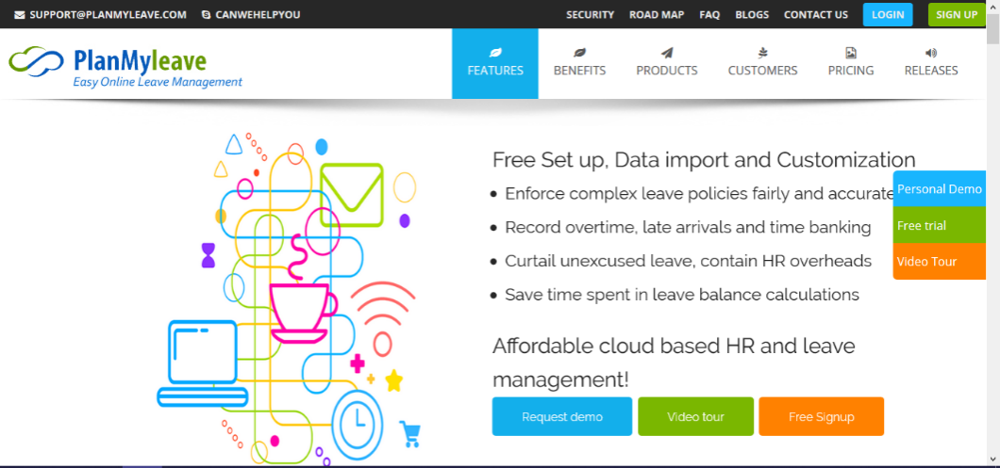 SUPPORT@PLANMYLEAVE.COM CANWEHELPYOU SECURITY ROAD MAP FAQ BLOGS CONTACT US LOGIN SIGN UP
PlanMyleave
Easy Online Leave Management
FEATURES BENEFITS PRODUCTS CUSTOMERS PRICING RELEASES
Free Set up, Data import and Customization
Enforce complex leave policies fairly and accurate
Personal Demo
Record overtime, late arrivals and time banking
Free trial
Curtail unexcused leave, contain HR overheads
Video Tour
Save time spent in leave balance calculations
Affordable cloud based HR and leave
management!
Request demo Video tour Free Signup